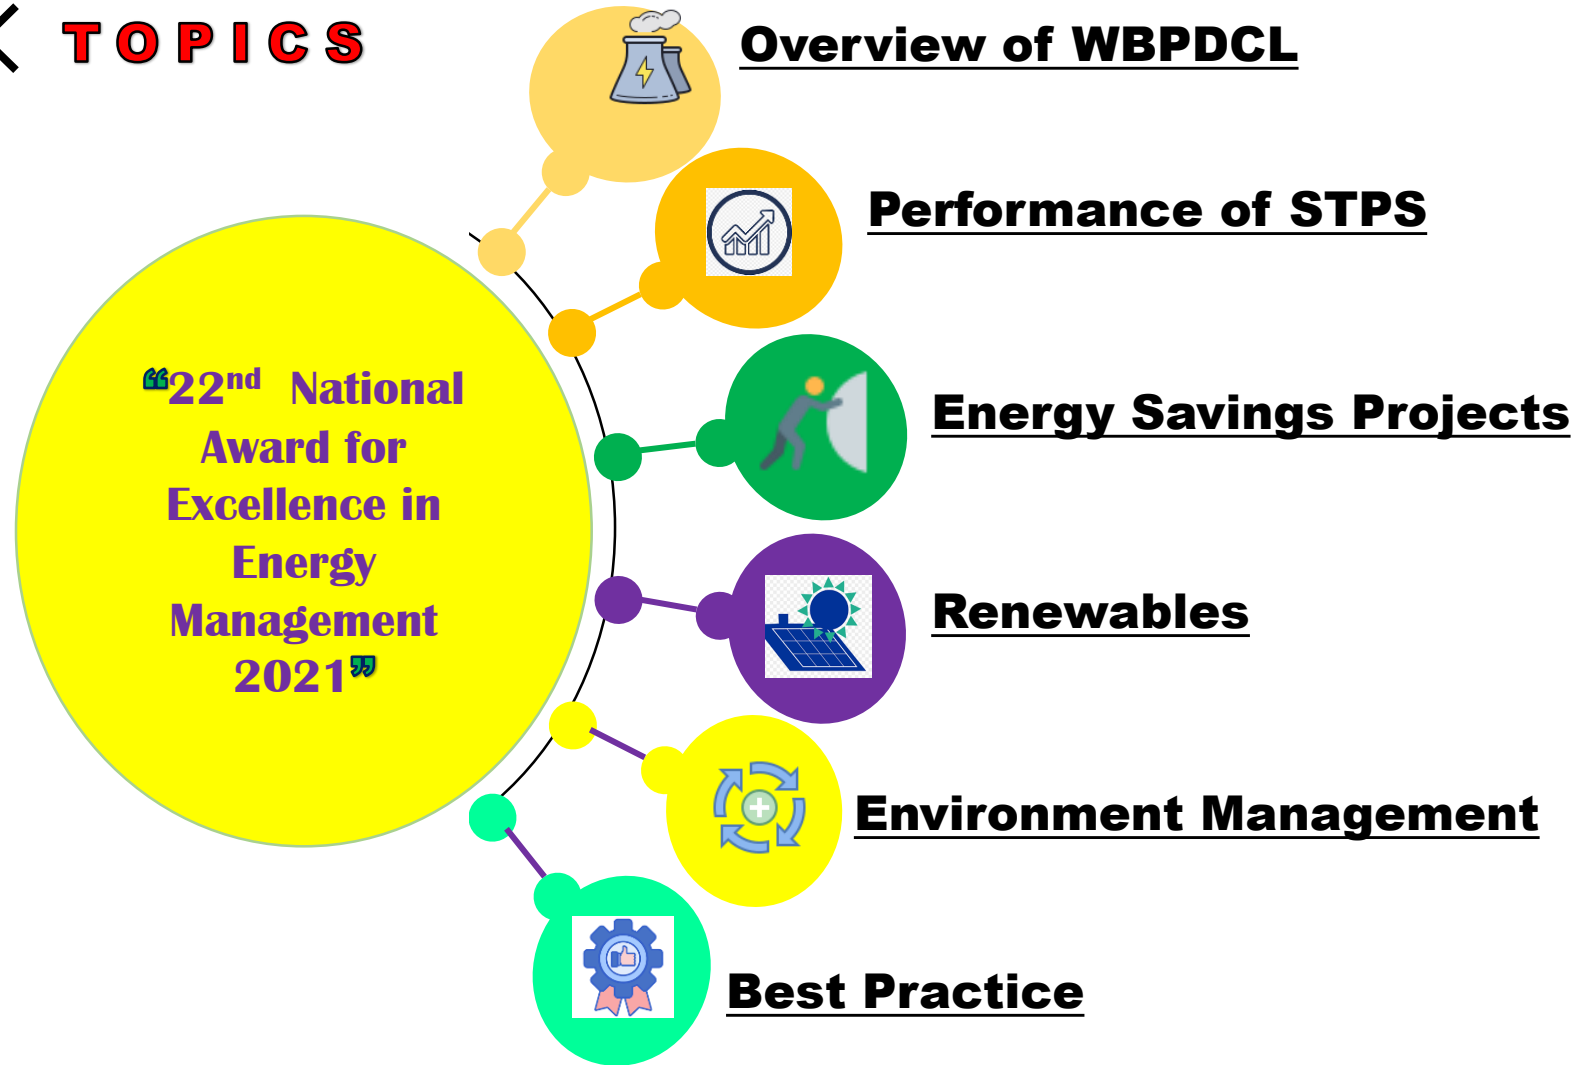 TOPICS
Overview of WBPDCL
Performance of STPS
Energy Savings Projects
Renewables
Environment Management
Best Practice
“22nd National
Award for
Excellence in
Energy
Management
2021”